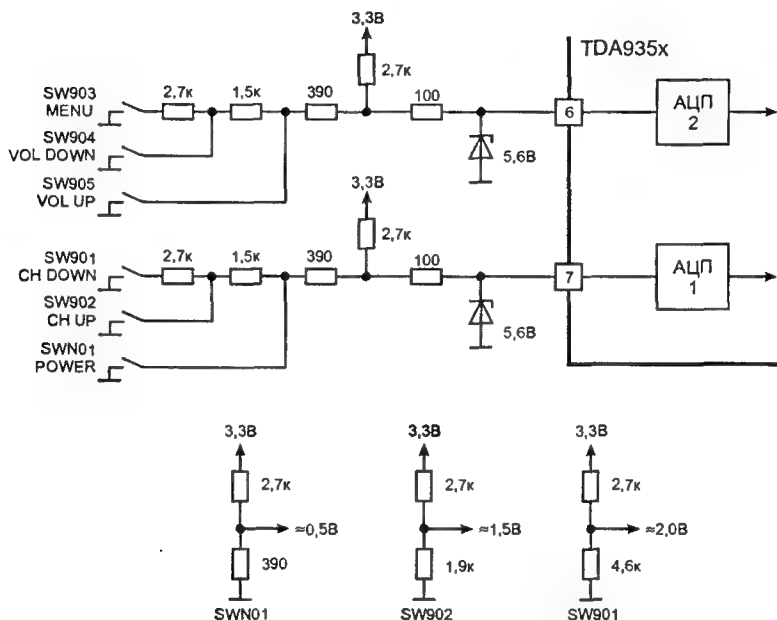 3,3В
TDA935x
2,7к
SW903
MENU
2,7к
1,5к
390
100
6
АЦП
2
SW904
VOL DOWN
5,6В
SW905
VOL UP
3,3В
2,7к
SW901
CH DOWN
2,7к
1,5к
390
100
7
АЦП
1
SW902
CH UP
5,6В
SWN01
POWER
3,3В
3,3В
3,3В
2,7к
2,7к
2,7к
≈0,5В
≈1,5В
≈2,0В
390
1,9к
4,6к
SWN01
SW902
SW901